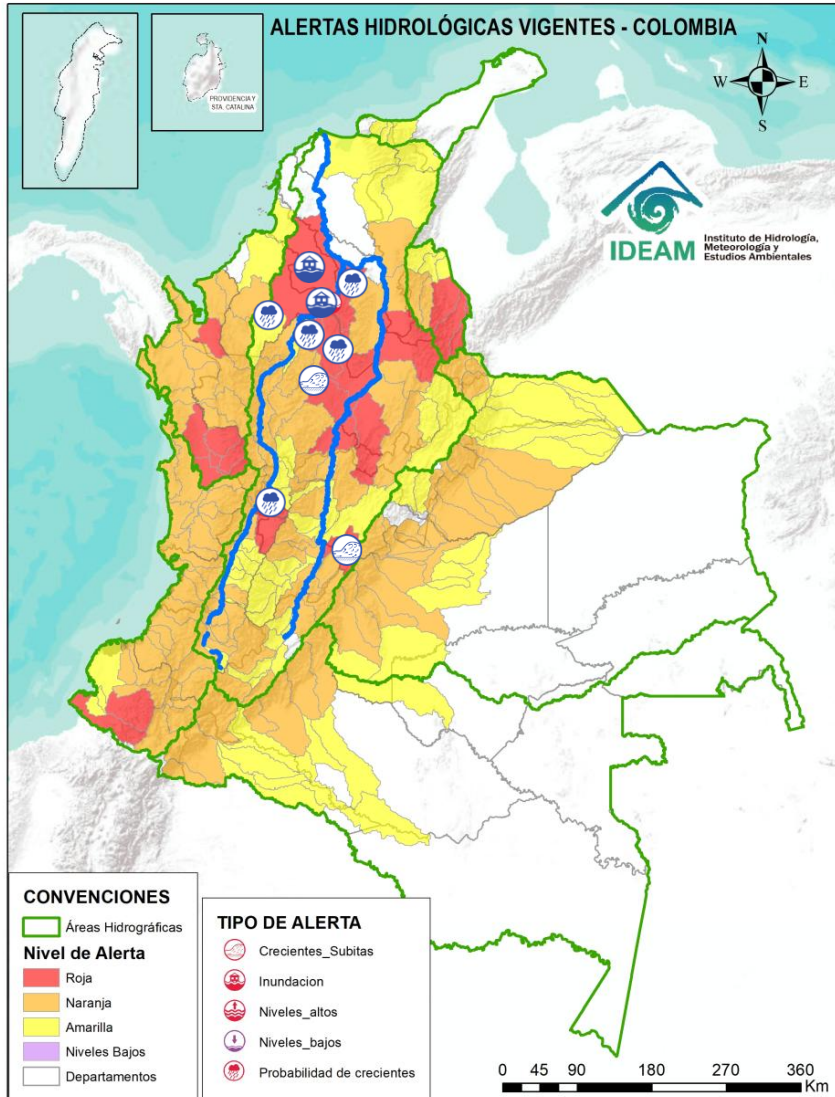 ALERTAS HIDROLÓGICAS VIGENTES - COLOMBIA
PROVIDENCIA Y
STA. CATALINA
N
W E
S
IDEAM
Instituto de Hidrología,
Meteorología y
Estudios Ambientales
CONVENCIONES
Áreas Hidrográficas
Nivel de Alerta
Roja
Naranja
Amarilla
Niveles Bajos
Departamentos
TIPO DE ALERTA
Crecientes_Subitas
Inundacion
Niveles_altos
Niveles_bajos
Probabilidad de crecientes
0 45 90 180 270 360
Km